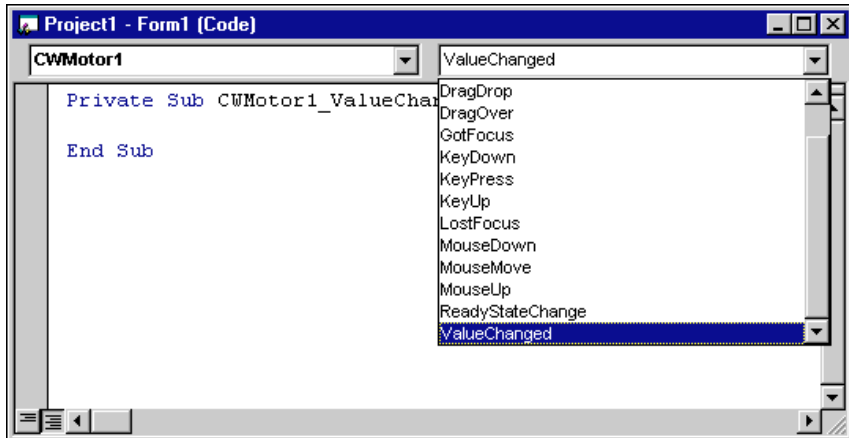 Project1 - Form1 (Code)
CWMotor1
ValueChanged
Private Sub CWMotor1_ValueChan
End Sub
DragDrop
DragOver
GotFocus
KeyDown
KeyPress
KeyUp
LostFocus
MouseDown
MouseMove
MouseUp
ReadyStateChange
ValueChanged